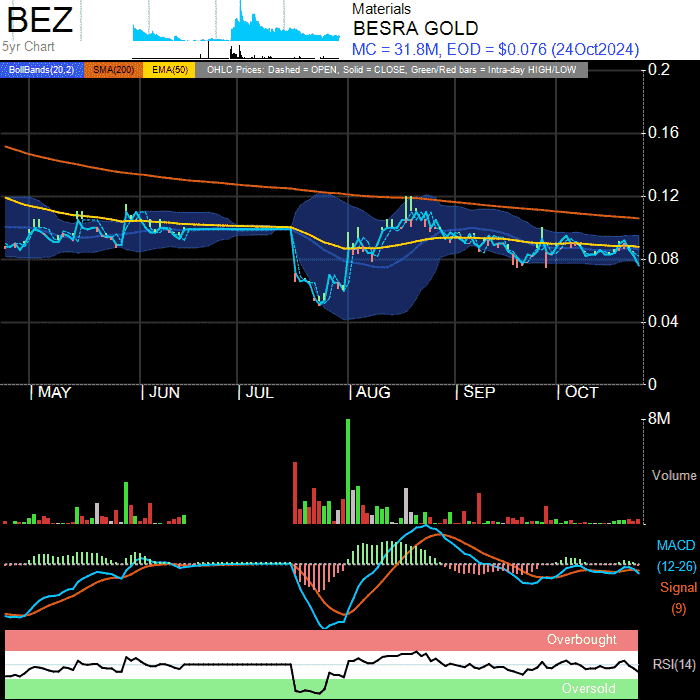 BEZ
5yr Chart
Materials
BESRA GOLD
MC = 31.8M, EOD = $0.076 (24Oct2024)
BollBands(20,2) SMA(200) EMA(50) OHLC Prices: Dashed = OPEN, Solid = CLOSE, Green/Red bars = Intra-day HIGH/LOW
0.2
0.16
0.12
0.08
0.04
0
MAY JUN JUL AUG SEP OCT
8M
Volume
MACD
(12-26)
Signal
(9)
Overbought
RSI(14)
Oversold